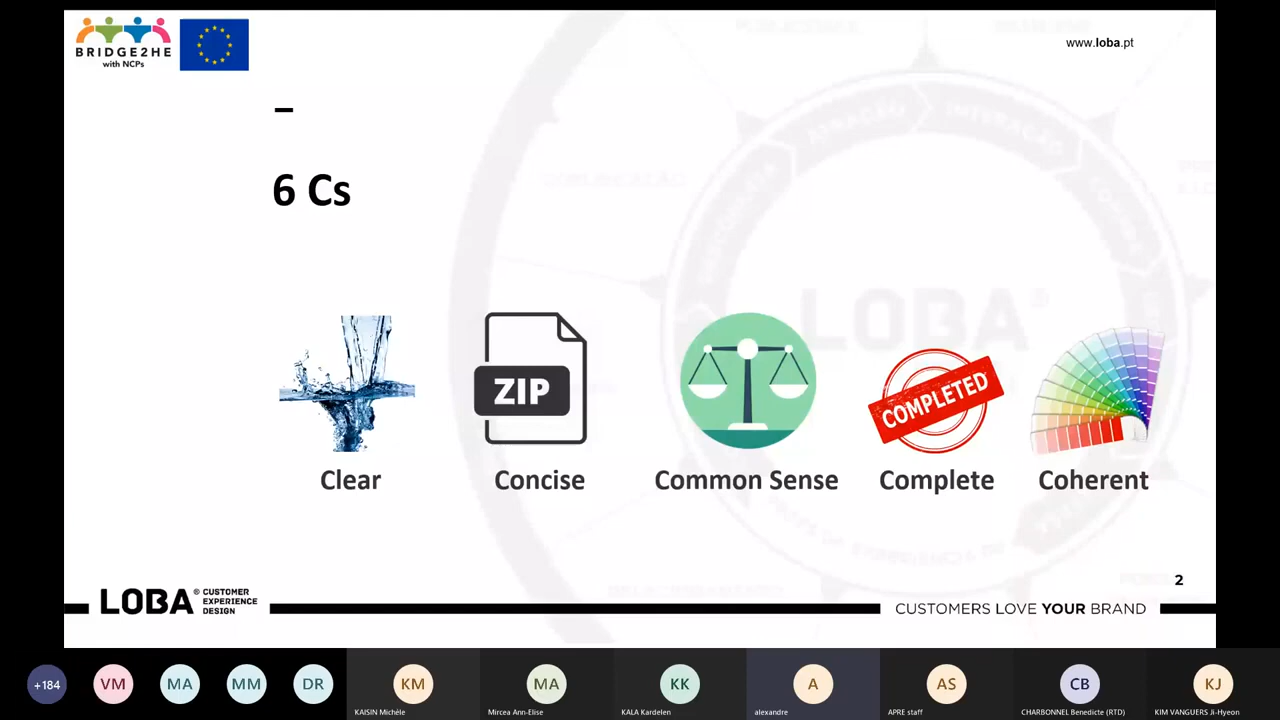 BRIDGE2HE
with NCPs
www.loba.pt
–
6 Cs
LOBA®
ZIP
COMPLETED
Clear
Concise
Common Sense
Complete
Coherent
2
LOBA® CUSTOMER
EXPERIENCE
DESIGN
CUSTOMERS LOVE YOUR BRAND
+184
VM
MA
MM
DR
KM
MA
KK
A
AS
CB
KJ
KAISIN Michèle
Mircea Ann-Elise
KALA Kardelen
alexandre
APRE staff
CHARBONNEL Benedicte (RTD)
KIM VANGUERS Ji-Hyeon